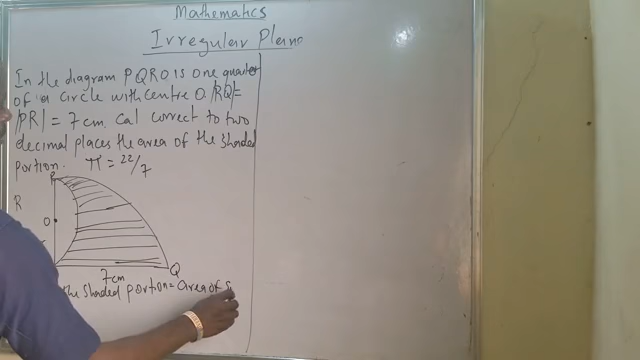 Mathematics
Irregular Plane
In the diagram PQRO is one quater
of a circle with centre O. |RQ|=
|PR| = 7cm. Cal correct to two
decimal places the area of the shaded
portion. π = 22/7
P
R
O
7cm
Q
the shaded portion = area of s